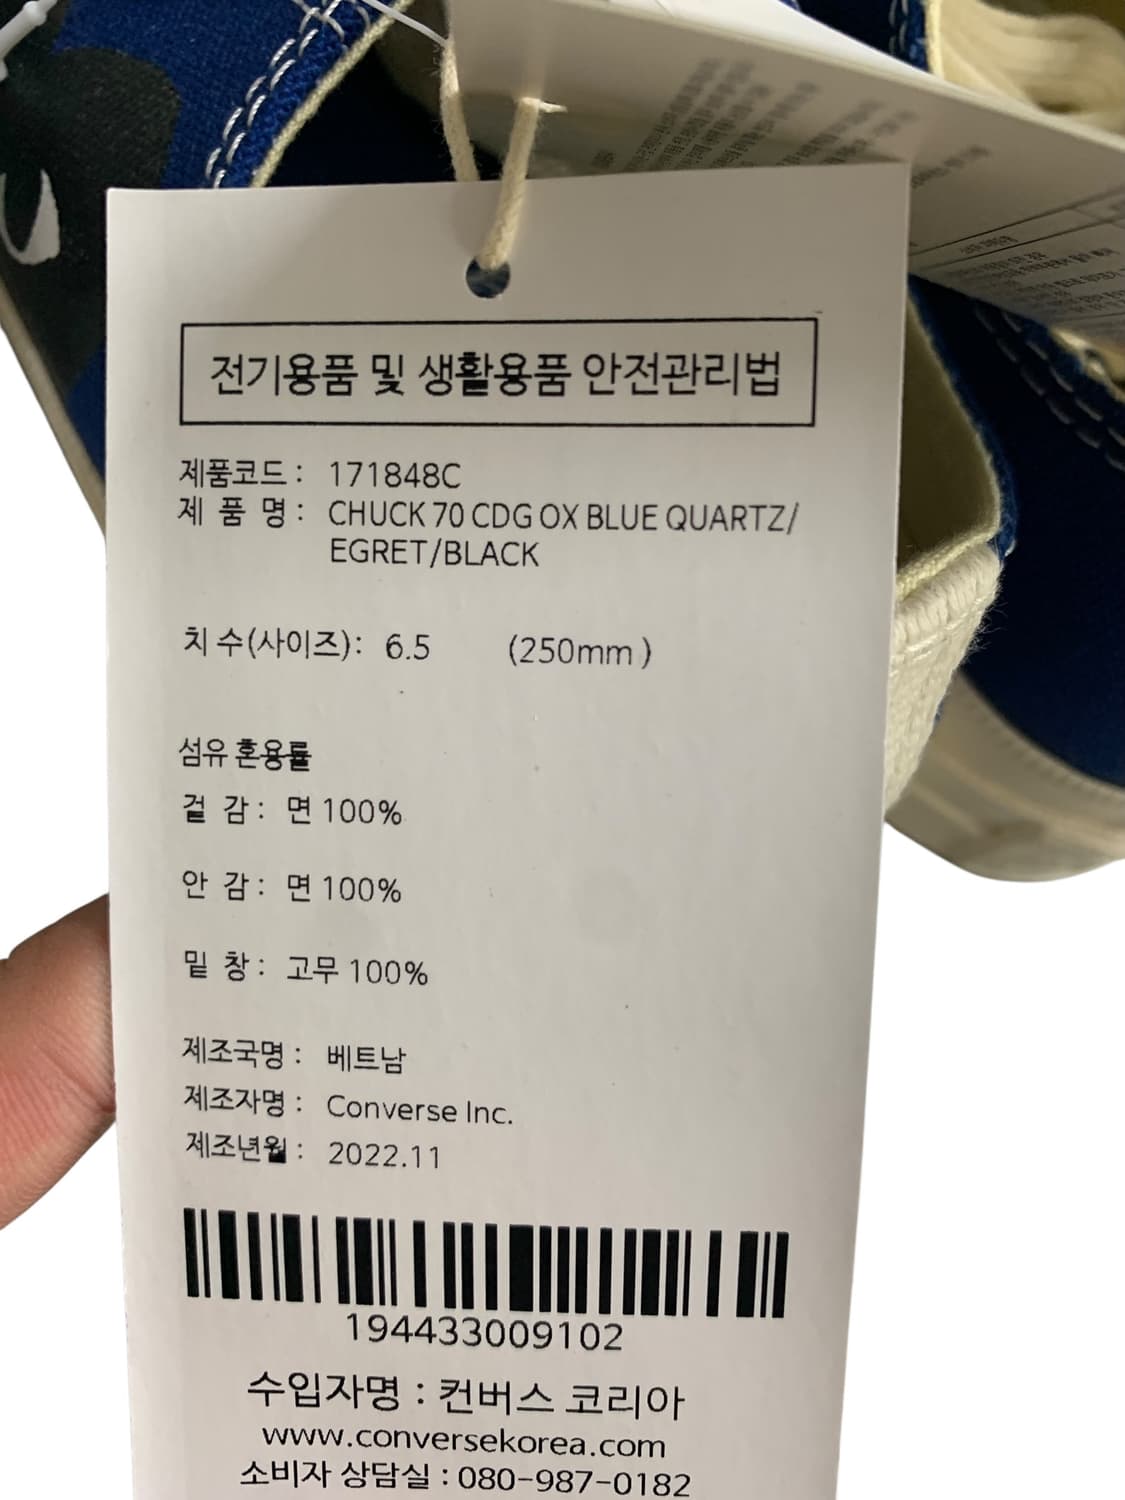 전기용품 및 생활용품 안전관리법
제품코드 : 171848C
제 품 명 : CHUCK 70 CDG OX BLUE QUARTZ/
EGRET/BLACK
치 수(사이즈) : 6.5 (250mm )
섬유 혼용률
겉 감 : 면 100%
안 감 : 면 100%
밑 창 : 고무 100%
제조국명 : 베트남
제조자명 : Converse Inc.
제조년월 : 2022.11
194433009102
수입자명 : 컨버스 코리아
www.conversekorea.com
소비자 상담실 : 080-987-0182